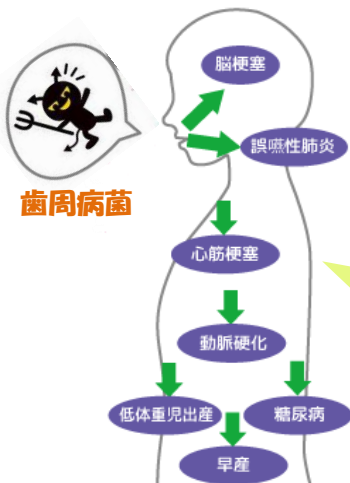 脳梗塞
誤嚥性肺炎
歯周病菌
心筋梗塞
動脈硬化
低体重児出産
糖尿病
早産